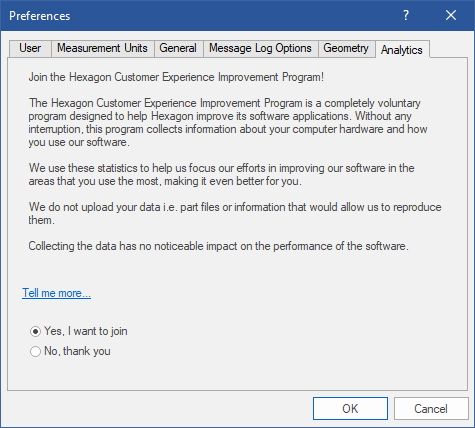 Preferences
?
User
Measurement Units
General
Message Log Options
Geometry
Analytics
Join the Hexagon Customer Experience Improvement Program!
The Hexagon Customer Experience Improvement Program is a completely voluntary
program designed to help Hexagon improve its software applications. Without any
interruption, this program collects information about your computer hardware and how
you use our software.
We use these statistics to help us focus our efforts in improving our software in the
areas that you use the most, making it even better for you.
We do not upload your data i.e. part files or information that would allow us to reproduce
them.
Collecting the data has no noticeable impact on the performance of the software.
Tell me more...
Yes, I want to join
No, thank you
OK
Cancel